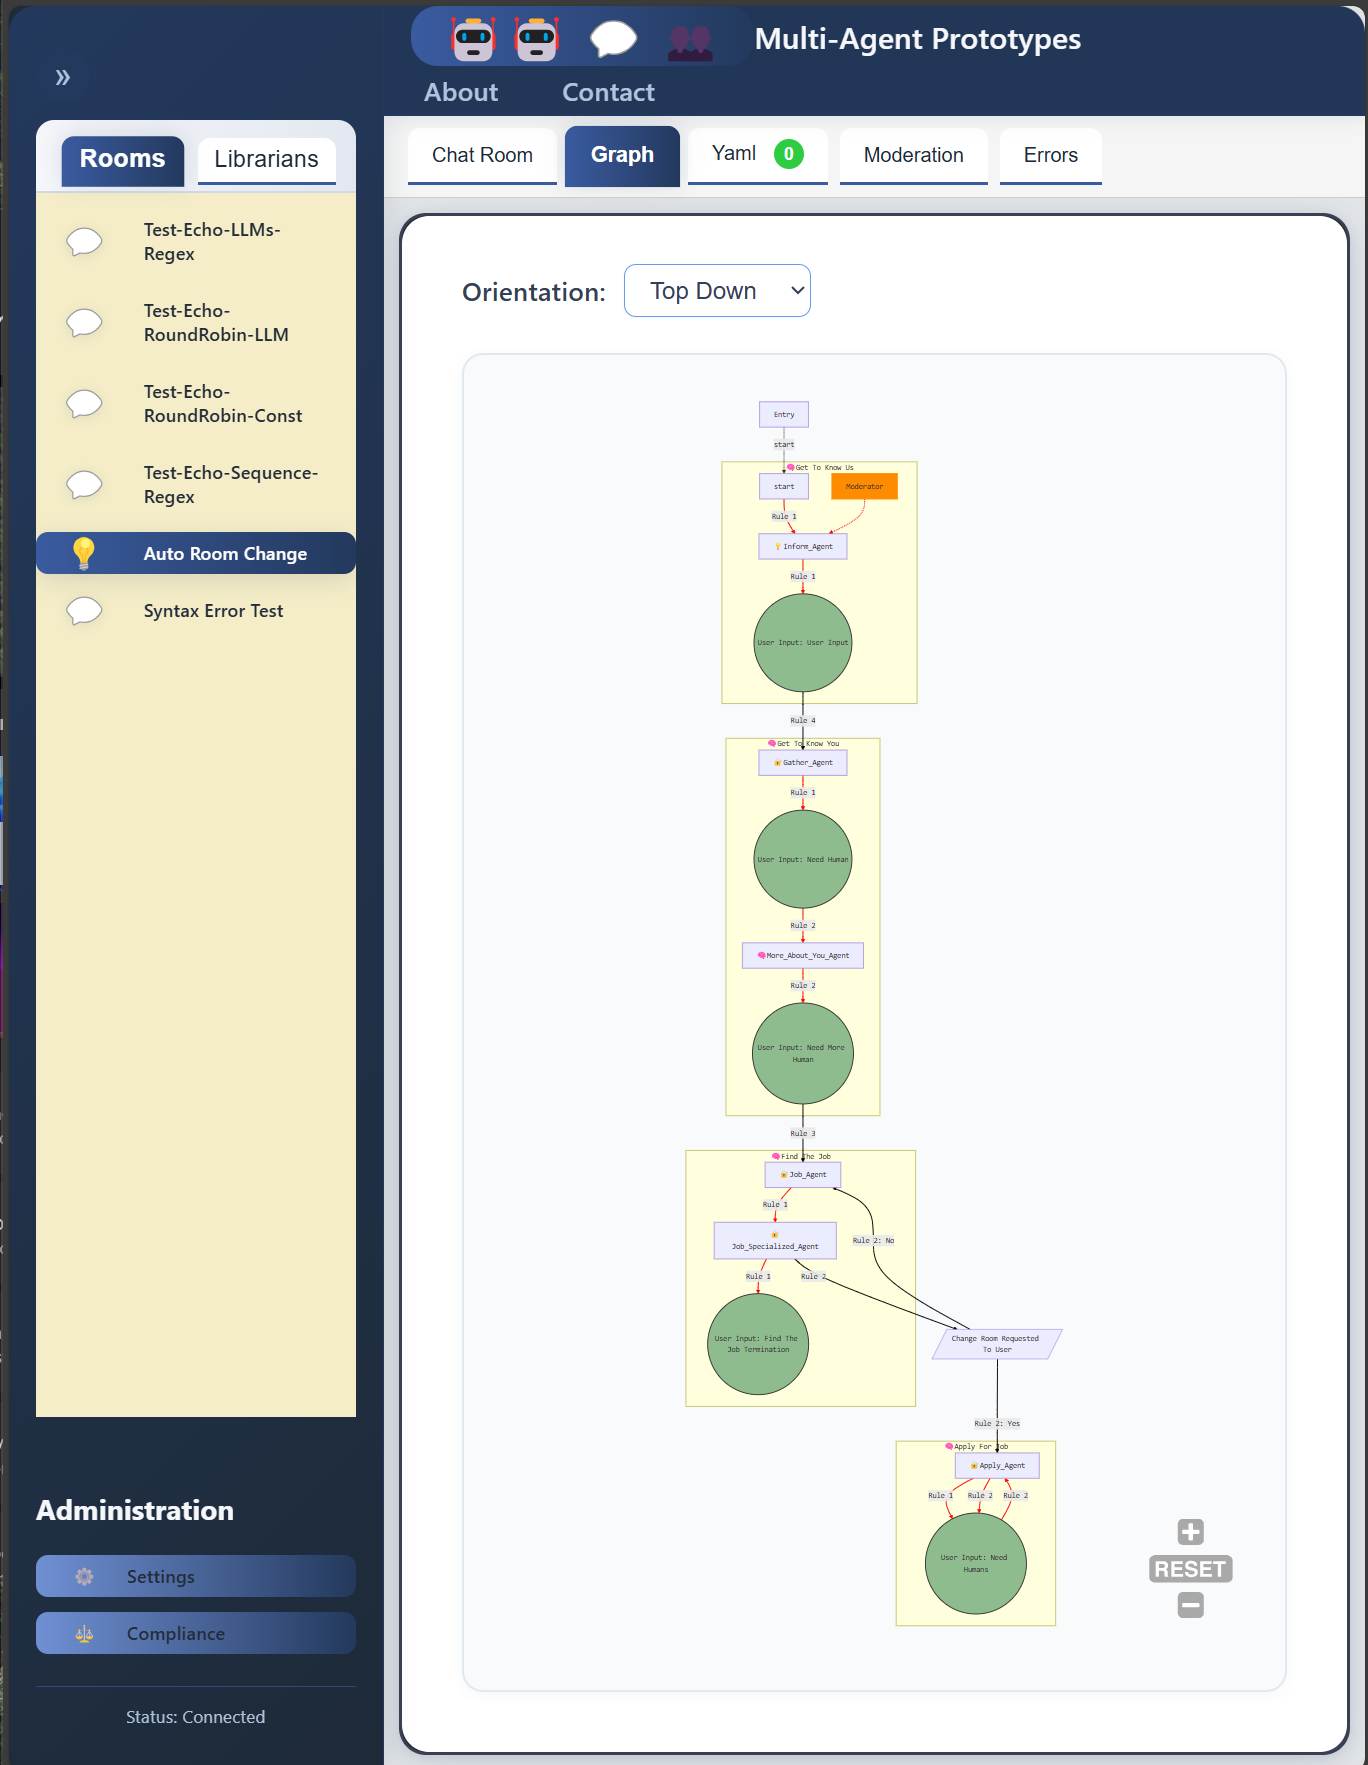 »
Multi-Agent Prototypes
About
Contact
Rooms
Librarians
Test-Echo-LLMs-
Regex
Test-Echo-
RoundRobin-LLM
Test-Echo-
RoundRobin-Const
Test-Echo-Sequence-
Regex
Auto Room Change
Syntax Error Test
Administration
Settings
Compliance
Status: Connected
Chat Room
Graph
Yaml 0
Moderation
Errors
Orientation:
Top Down
Entry
start
Get To Know Us
start
Moderator
Rule 1
Inform_Agent
Rule 1
User Input: User Input
Rule 4
Get To Know You
Gather_Agent
Rule 1
User Input: Need Human
Rule 2
More_About_You_Agent
Rule 2
User Input: Need More
Human
Rule 3
Find The Job
Job_Agent
Rule 1
Job_Specialized_Agent
Rule 2: No
Rule 1
Rule 2
User Input: Find The
Job Termination
Change Room Requested
To User
Rule 2: Yes
Apply For Job
Apply_Agent
Rule 1
Rule 2
Rule 2
User Input: Need
Humans
RESET